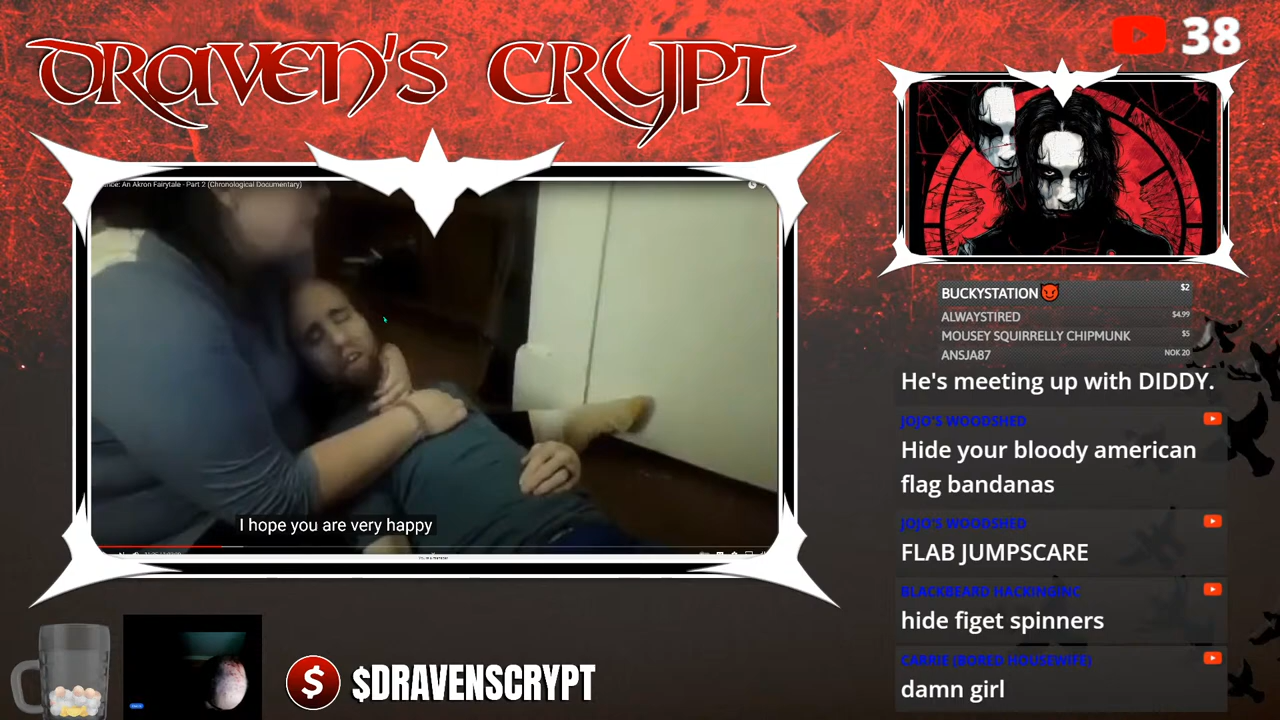 DRAVEN'S CRYPT
38
An Akron Fairytale - Part 2 (Chronological Documentary)
I hope you are very happy
BUCKYSTATION $2
ALWAYSTIRED $4.99
MOUSEY SQUIRRELLY CHIPMUNK $5
ANSJA87 NOK 20
He's meeting up with DIDDY.
JOJO'S WOODSHED
Hide your bloody american
flag bandanas
JOJO'S WOODSHED
FLAB JUMPSCARE
BLACKBEARD HACKINGINC
hide figet spinners
CARRIE (BORED HOUSEWIFE)
damn girl
$ $DRAVENSCRYPT